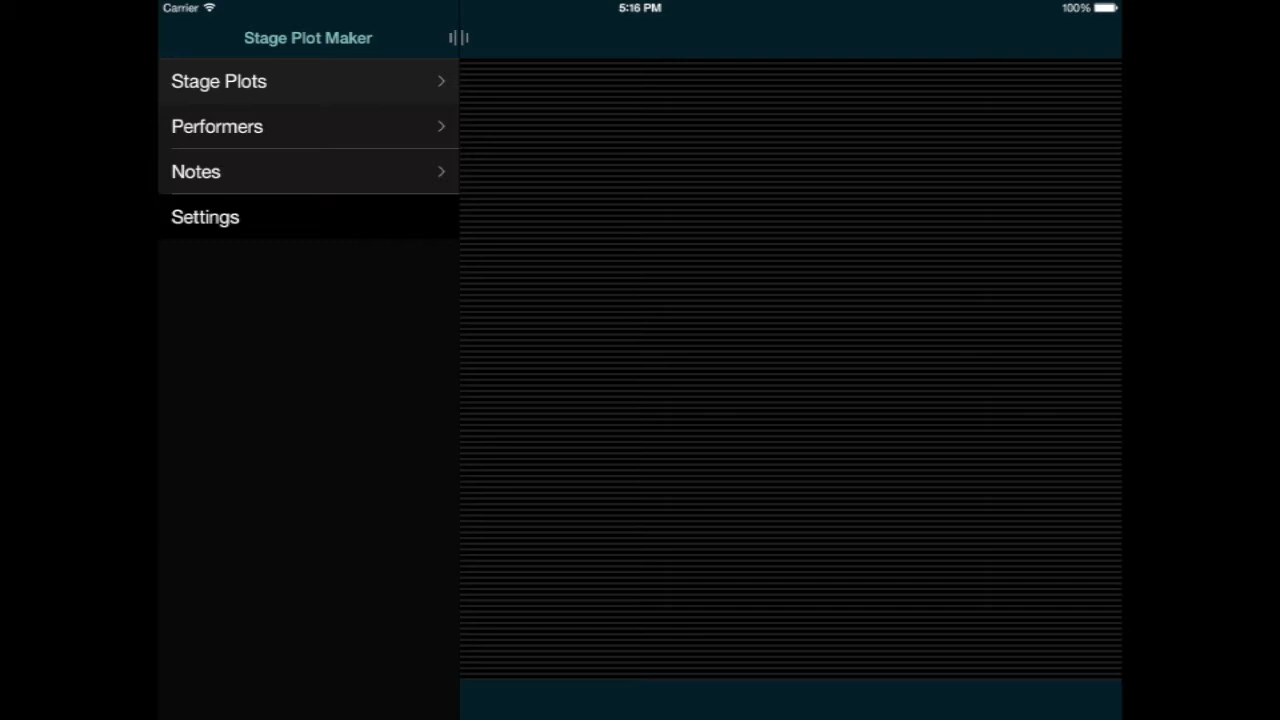 Carrier 5:16 PM 100%
Stage Plot Maker
Stage Plots
Performers
Notes
Settings